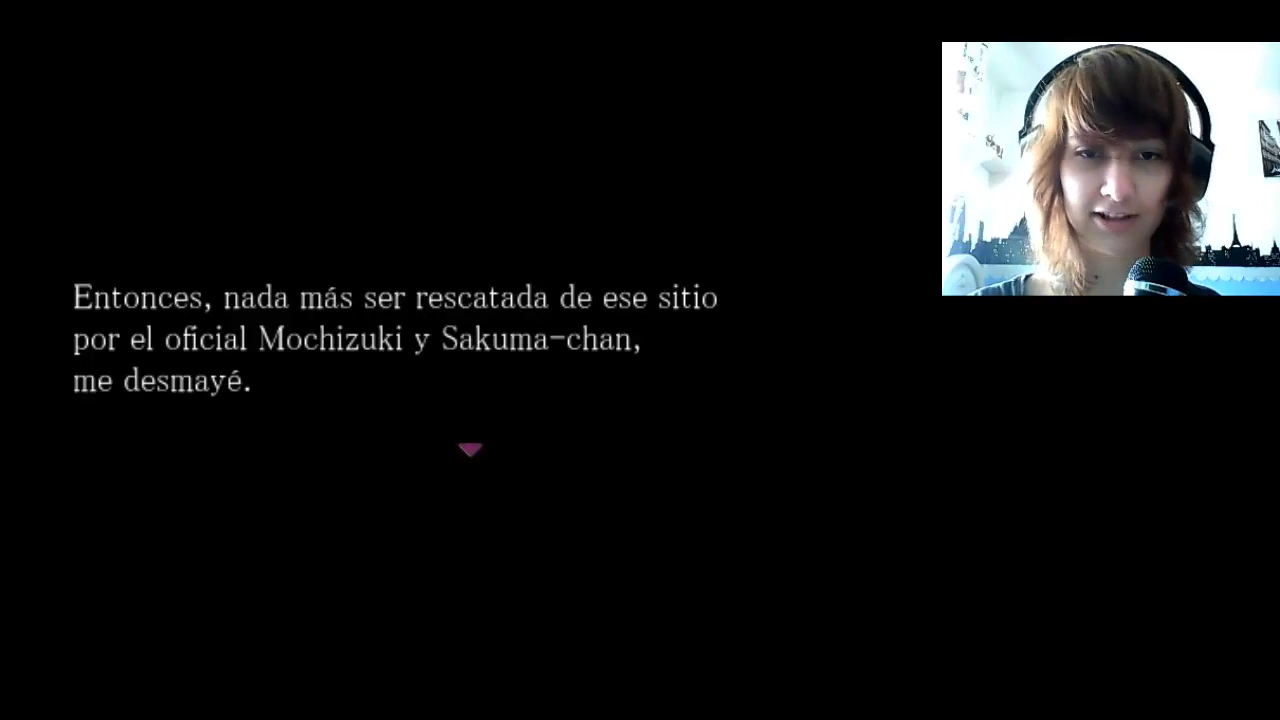 Entonces, nada más ser rescatada de ese sitio
por el oficial Mochizuki y Sakuma-chan,
me desmayé.